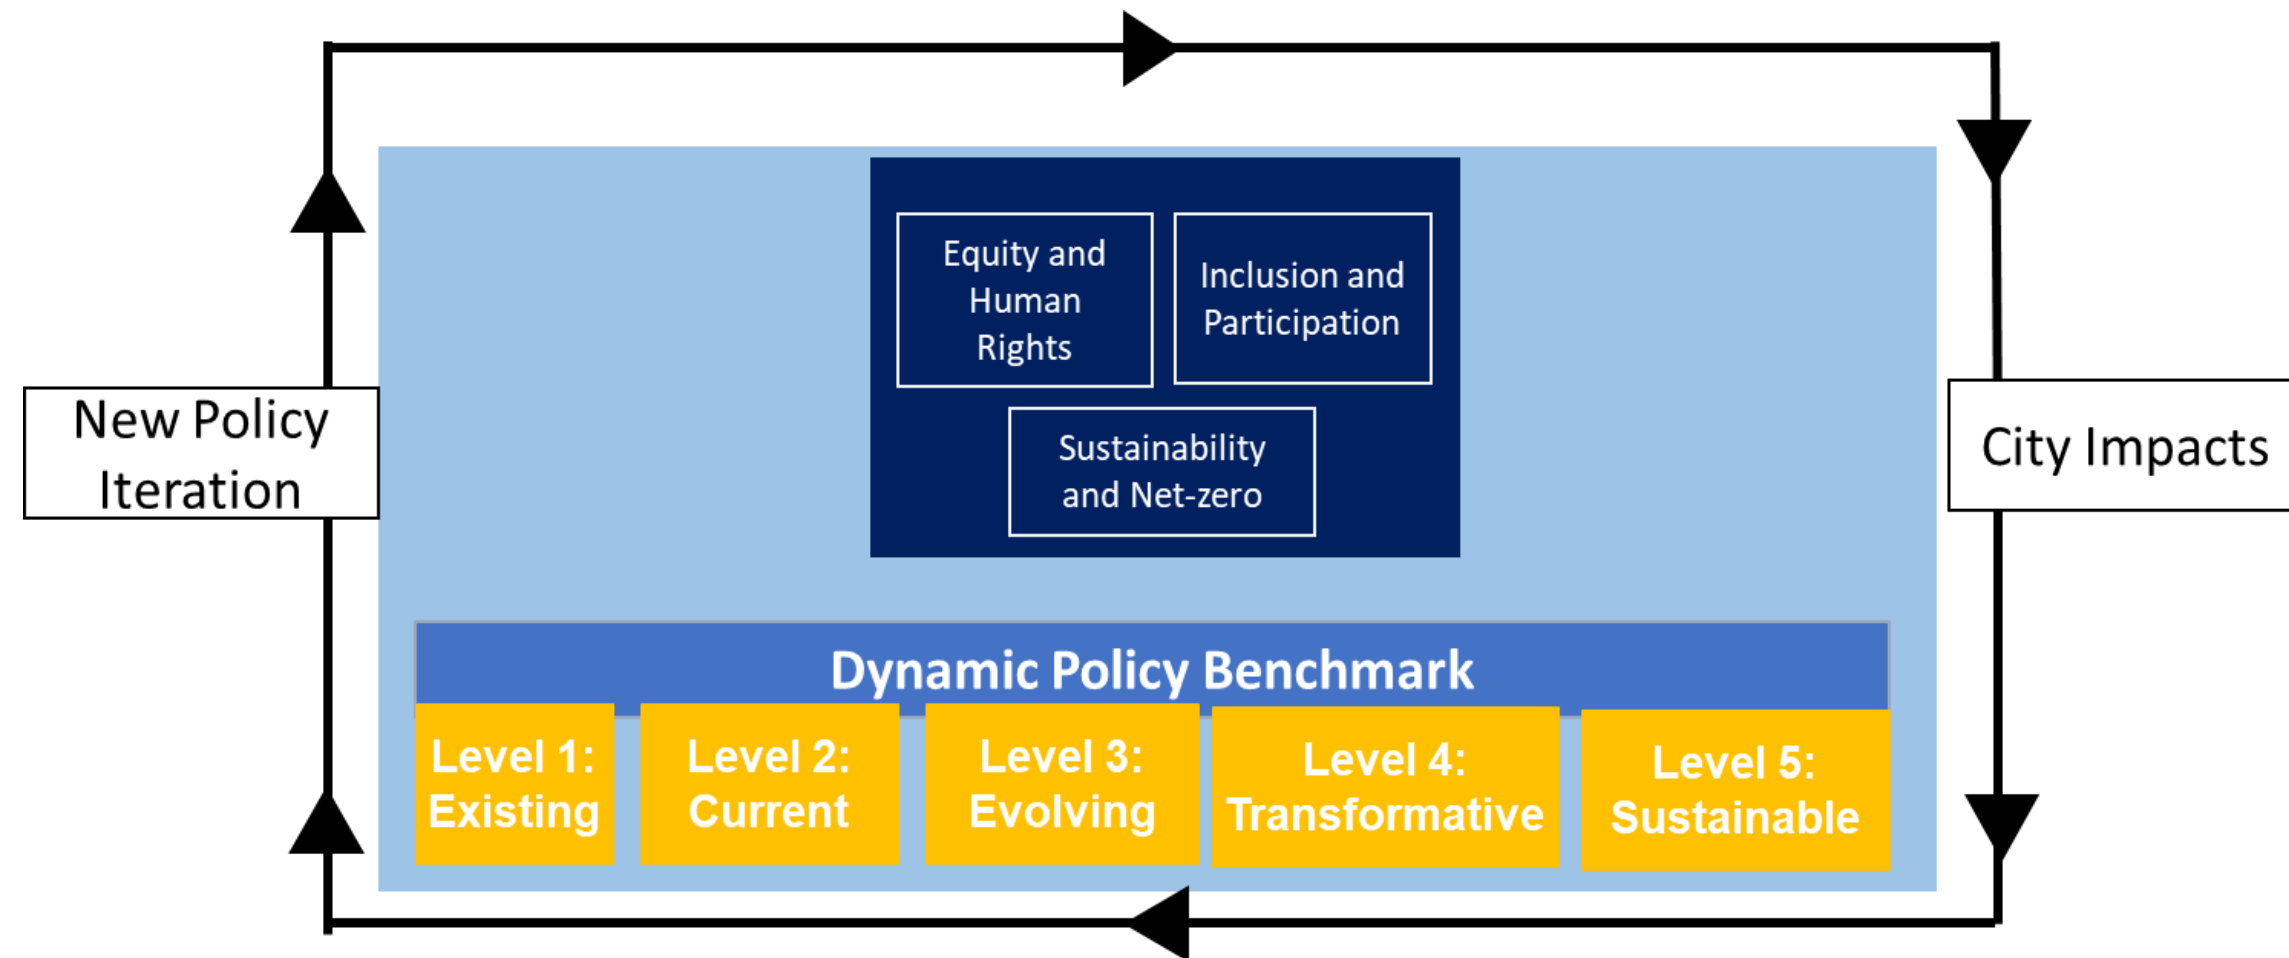 Equity and
Human
Rights
Inclusion and
Participation
Sustainability
and Net-zero
New Policy
Iteration
City Impacts
Dynamic Policy Benchmark
Level 1:
Existing
Level 2:
Current
Level 3:
Evolving
Level 4:
Transformative
Level 5:
Sustainable